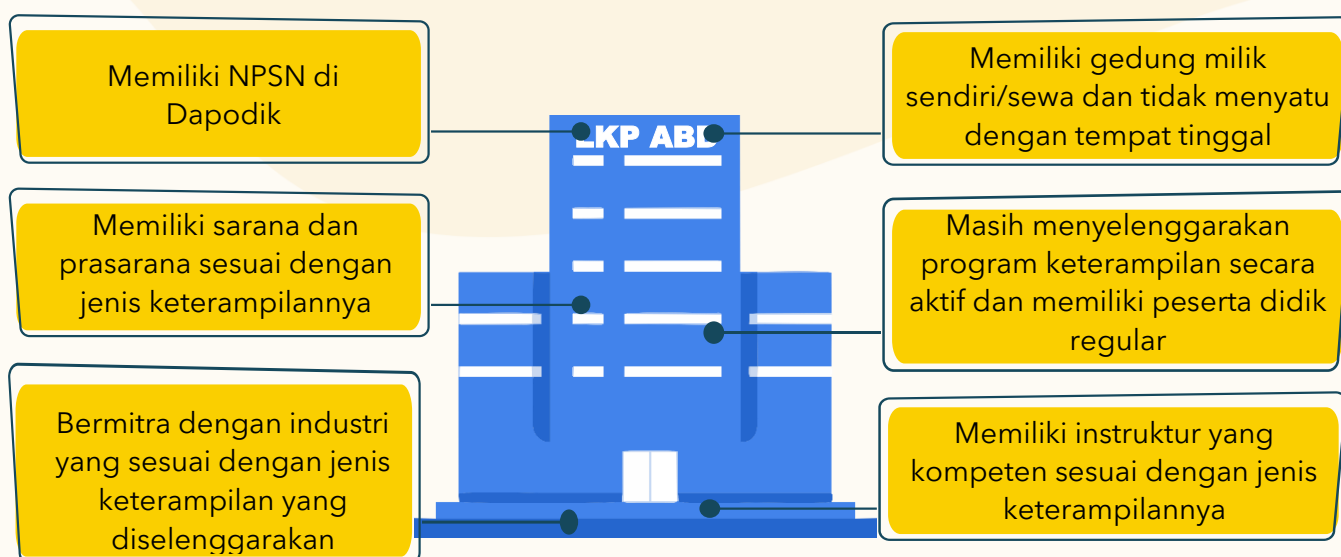 Memiliki NPSN di
Dapodik
Memiliki sarana dan
prasarana sesuai dengan
jenis keterampilannya
Bermitra dengan industri
yang sesuai dengan jenis
keterampilan yang
diselenggarakan
LKP ABD
Memiliki gedung milik
sendiri/sewa dan tidak menyatu
dengan tempat tinggal
Masih menyelenggarakan
program keterampilan secara
aktif dan memiliki peserta didik
regular
Memiliki instruktur yang
kompeten sesuai dengan jenis
keterampilannya